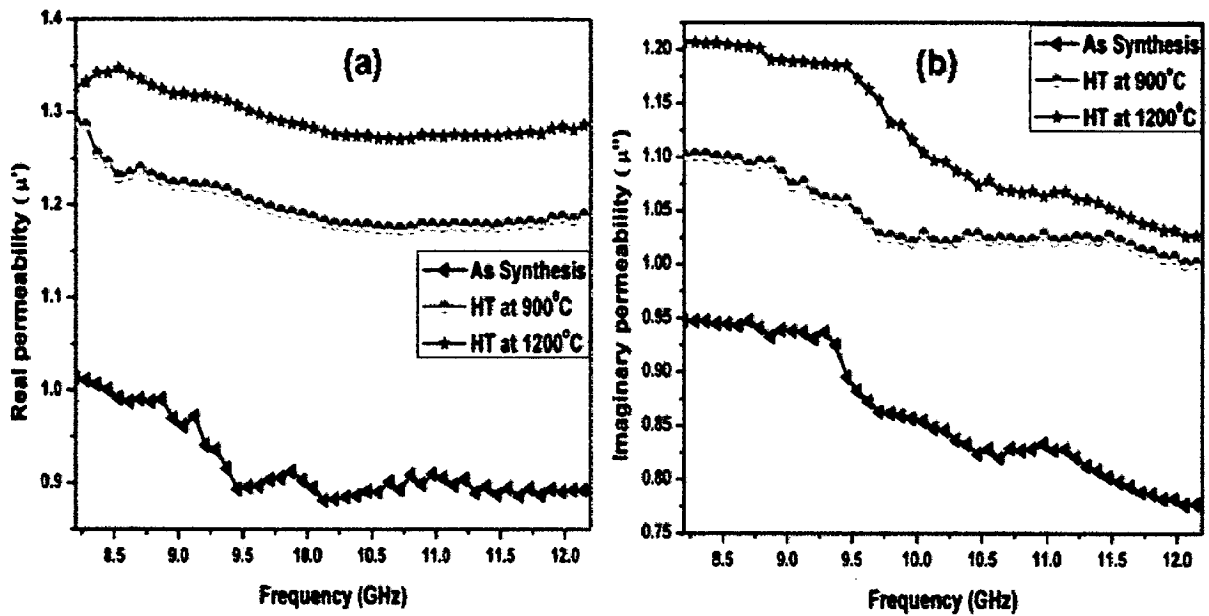 1.4
1.3
1.2
1.1
1.0
0.9
Real permeability ( μ' )
(a)
As Synthesis
HT at 900°C
HT at 1200°C
8.5 9.0 9.5 10.0 10.5 11.0 11.5 12.0
Frequency (GHz)
1.20
1.15
1.10
1.05
1.00
0.95
0.90
0.85
0.80
0.75
Imaginary permeability ( μ'' )
(b)
As Synthesis
HT at 900°C
HT at 1200°C
8.5 9.0 9.5 10.0 10.5 11.0 11.5 12.0
Frequency (GHz)